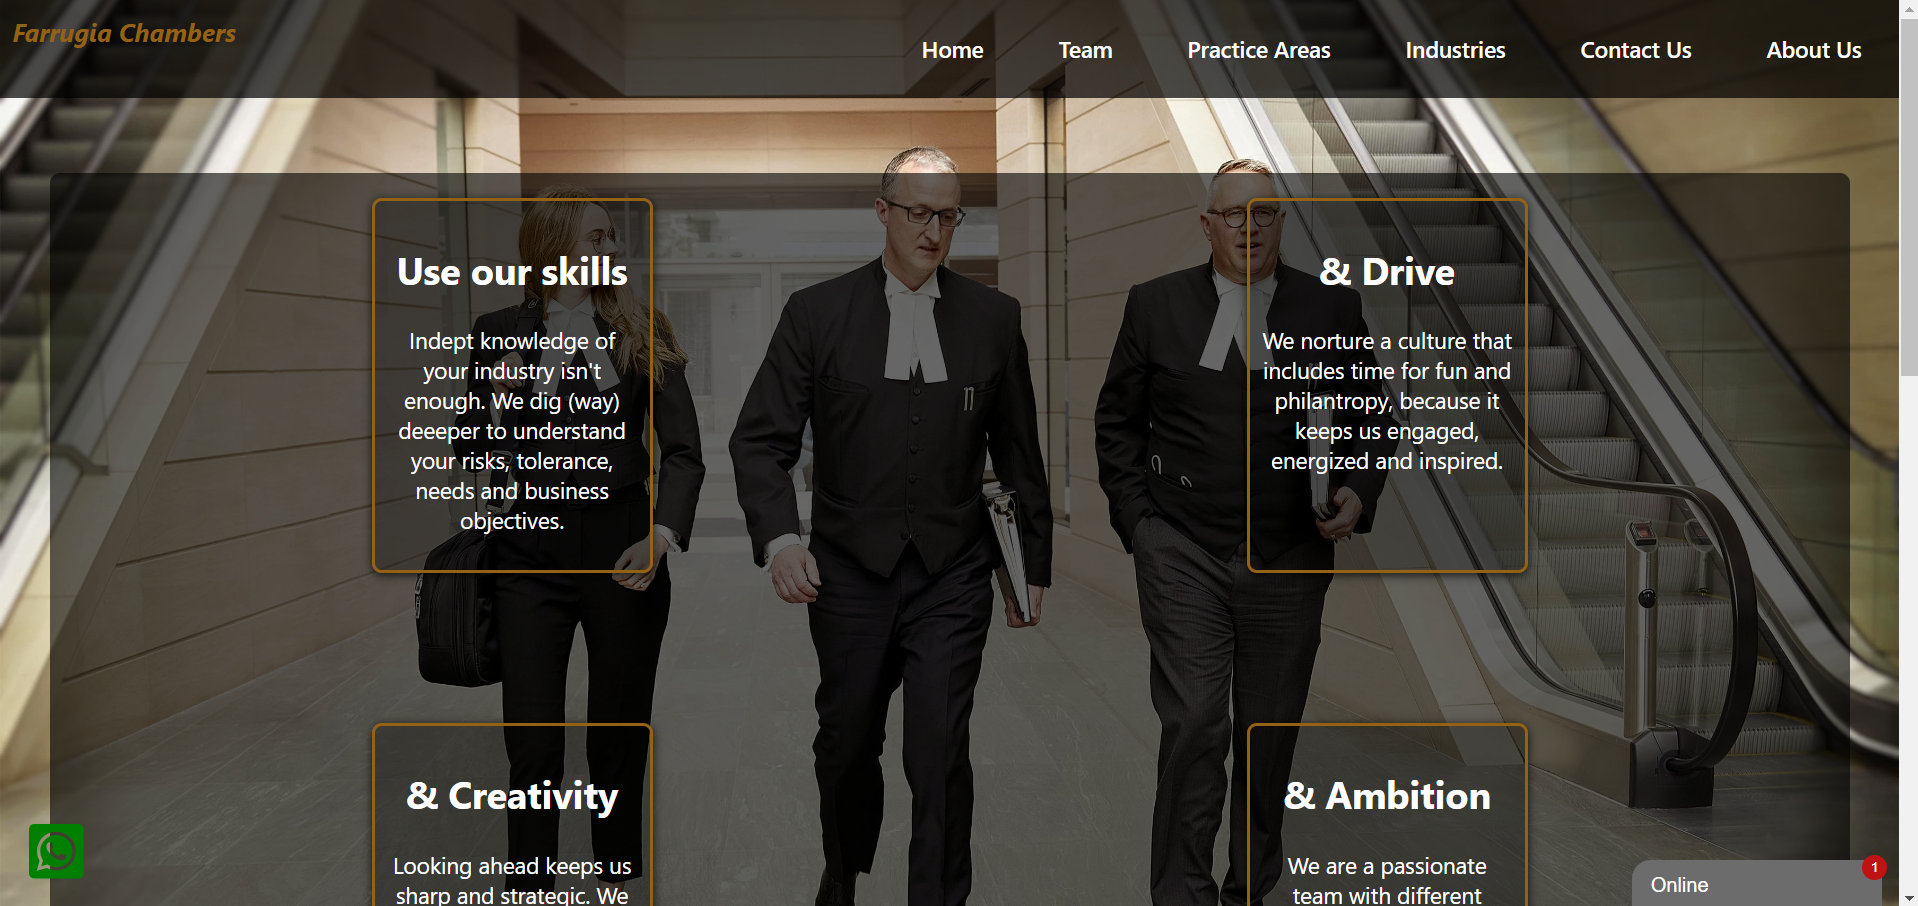 Farrugia Chambers
Home
Team
Practice Areas
Industries
Contact Us
About Us
Use our skills
Indept knowledge of
your industry isn't
enough. We dig (way)
deeeper to understand
your risks, tolerance,
needs and business
objectives.
& Drive
We norture a culture that
includes time for fun and
philantropy, because it
keeps us engaged,
energized and inspired.
& Creativity
Looking ahead keeps us
sharp and strategic. We
& Ambition
We are a passionate
team with different
Online
1